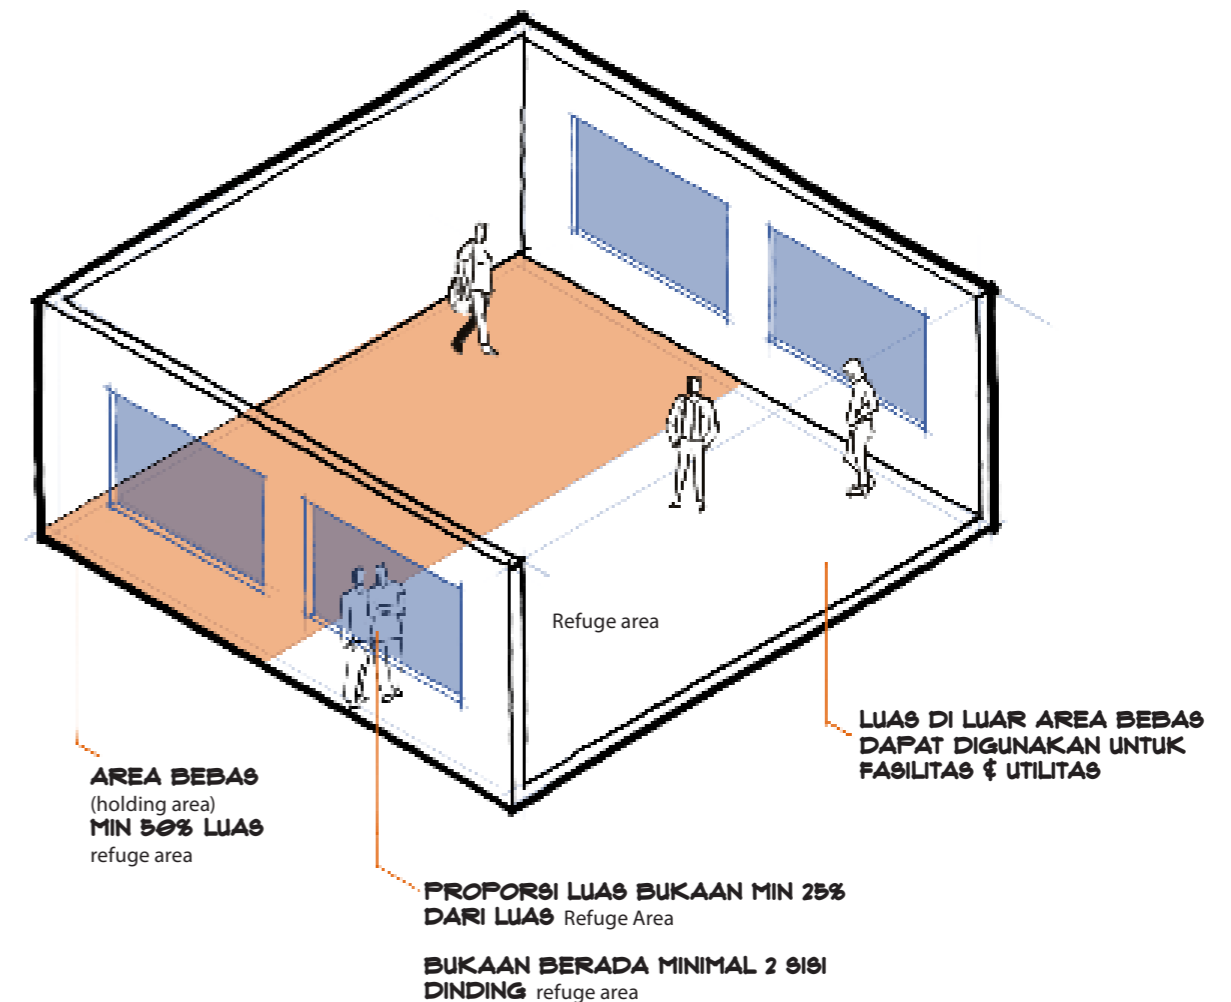 Refuge area
LUAS DI LUAR AREA BEBAS
DAPAT DIGUNAKAN UNTUK
FASILITAS & UTILITAS
AREA BEBAS
(holding area)
MIN 50% LUAS
refuge area
PROPORSI LUAS BUKAAN MIN 25%
DARI LUAS Refuge Area
BUKAAN BERADA MINIMAL 2 SISI
DINDING refuge area